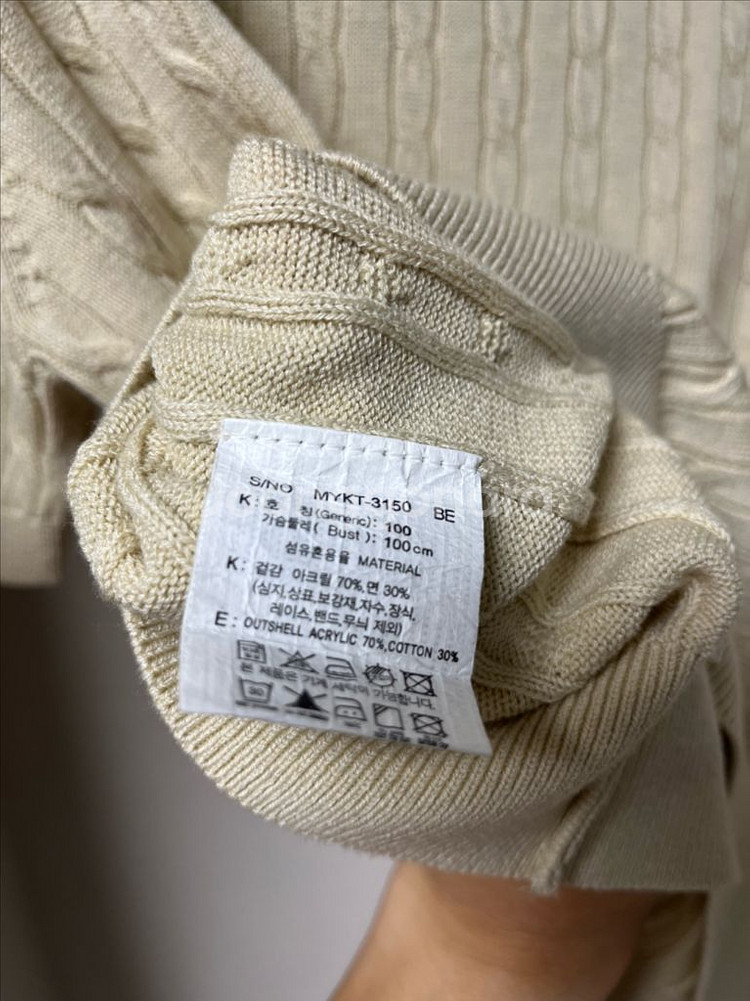 S/NO MYKT-3150 BE
K: 호 칭(Generic): 100
가슴둘레( Bust ): 100cm
섬유혼용율 MATERIAL
K: 겉감 아크릴 70%,면 30%
(심지,상표,보강재,자수,장식,
레이스,밴드,무늬 제외)
E: OUTSHELL ACRYLIC 70%,COTTON 30%
본 제품은 기계 세탁이 가능합니다.
30